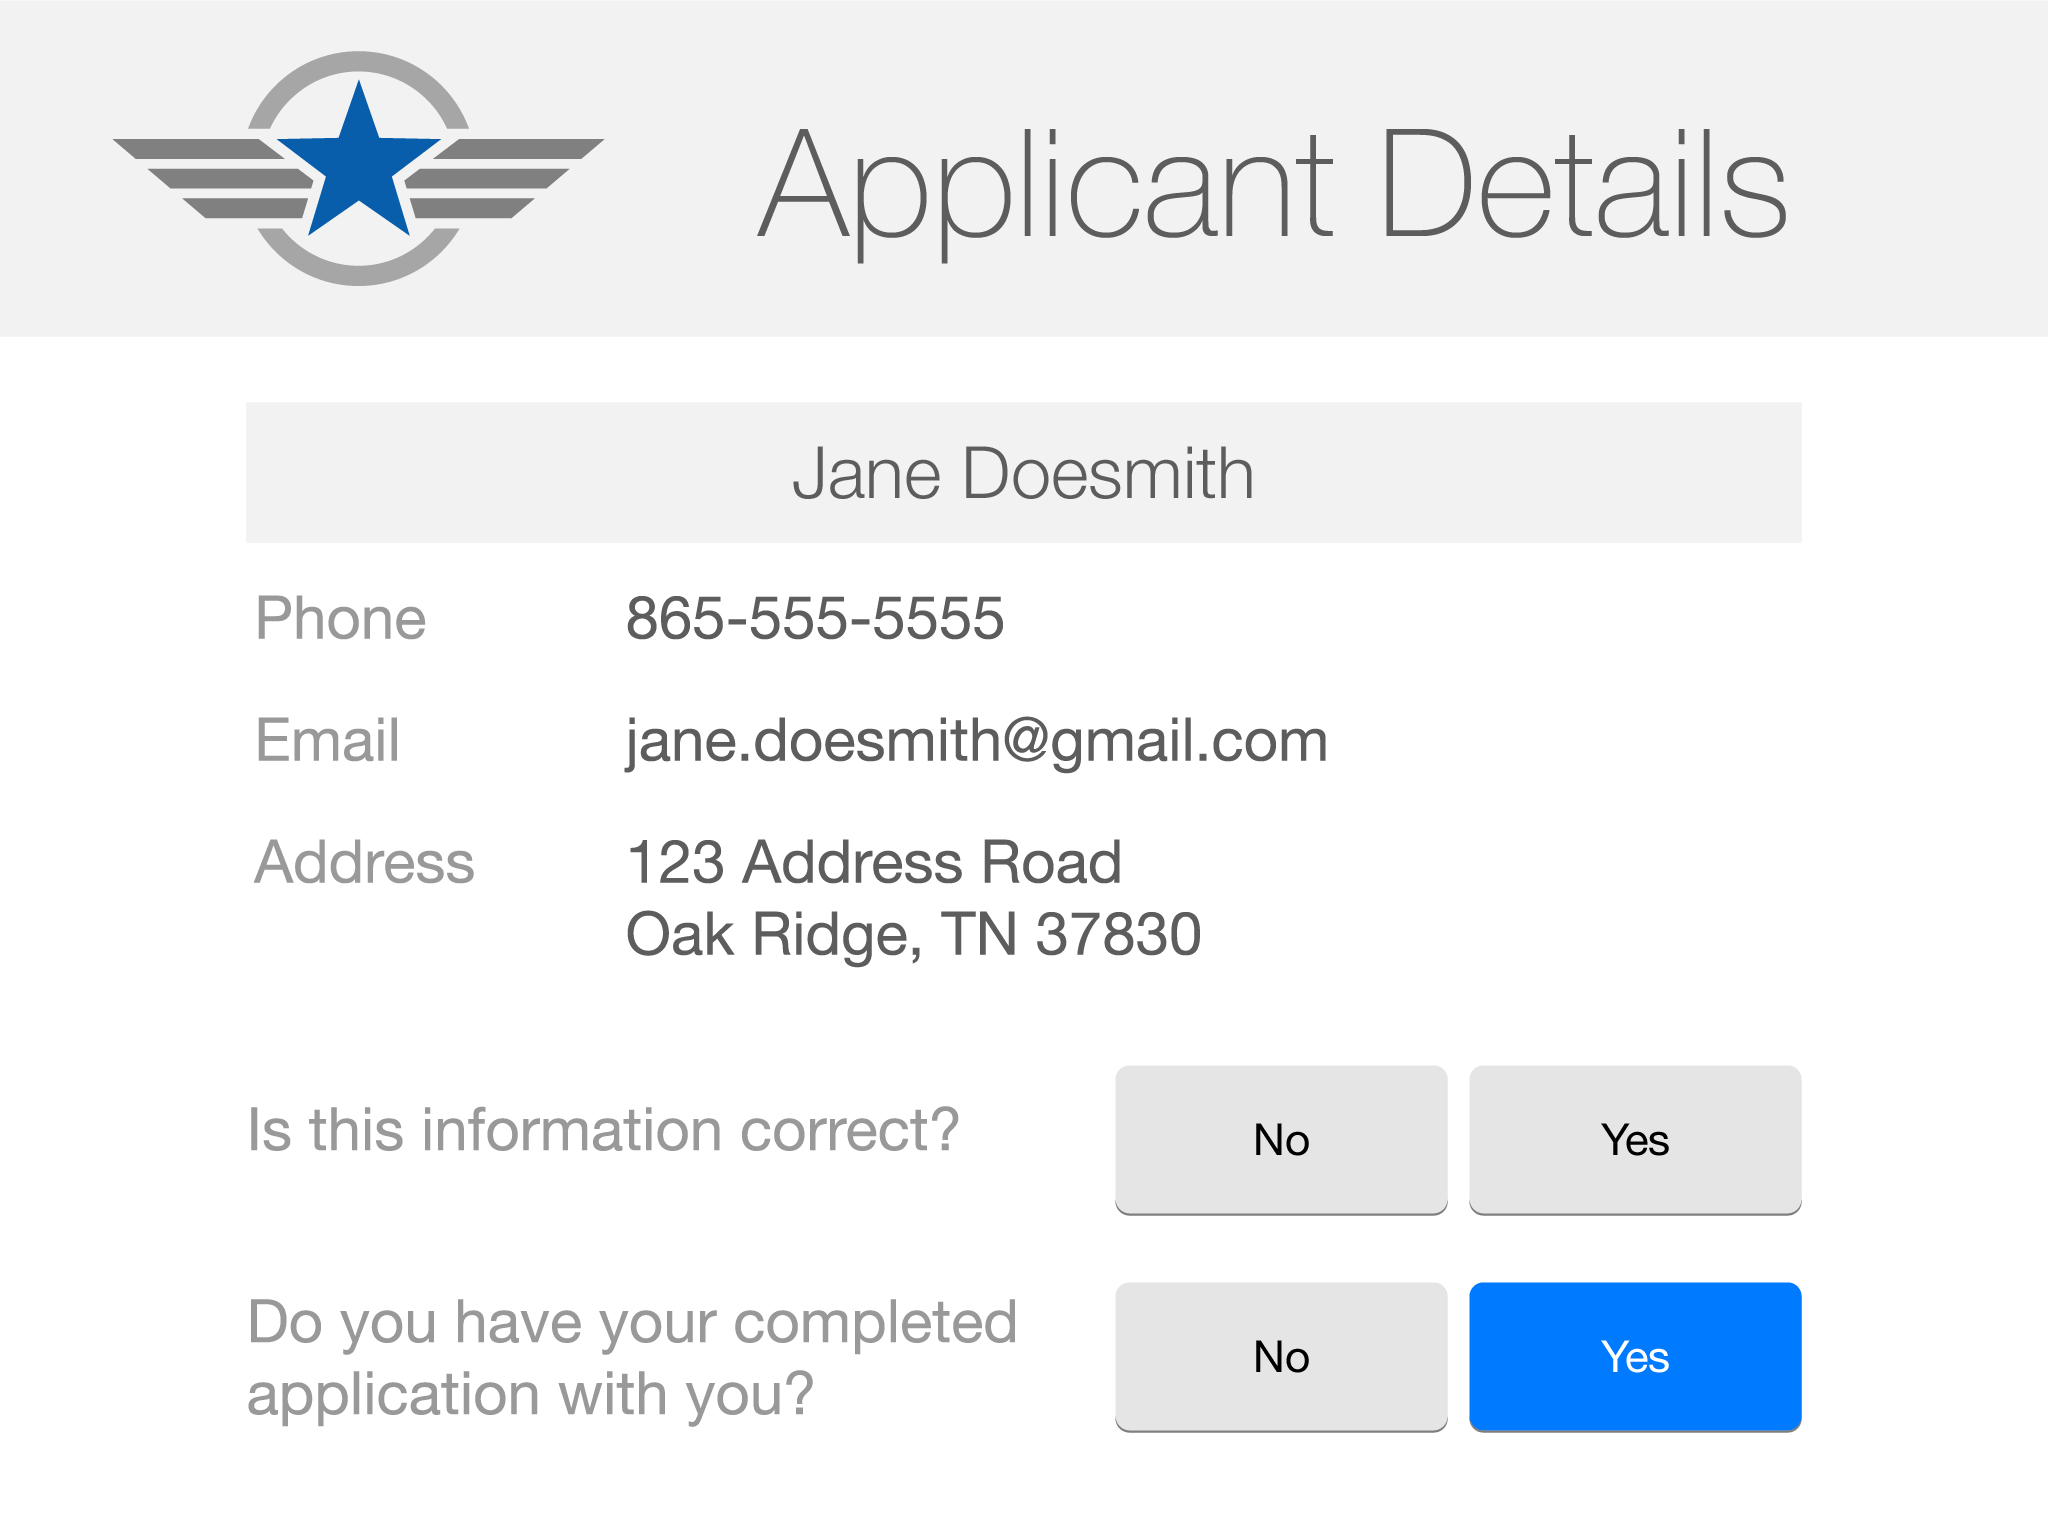 Applicant Details
Jane Doesmith
Phone 865-555-5555
Email jane.doesmith@gmail.com
Address 123 Address Road
Oak Ridge, TN 37830
Is this information correct? No Yes
Do you have your completed
application with you? No Yes